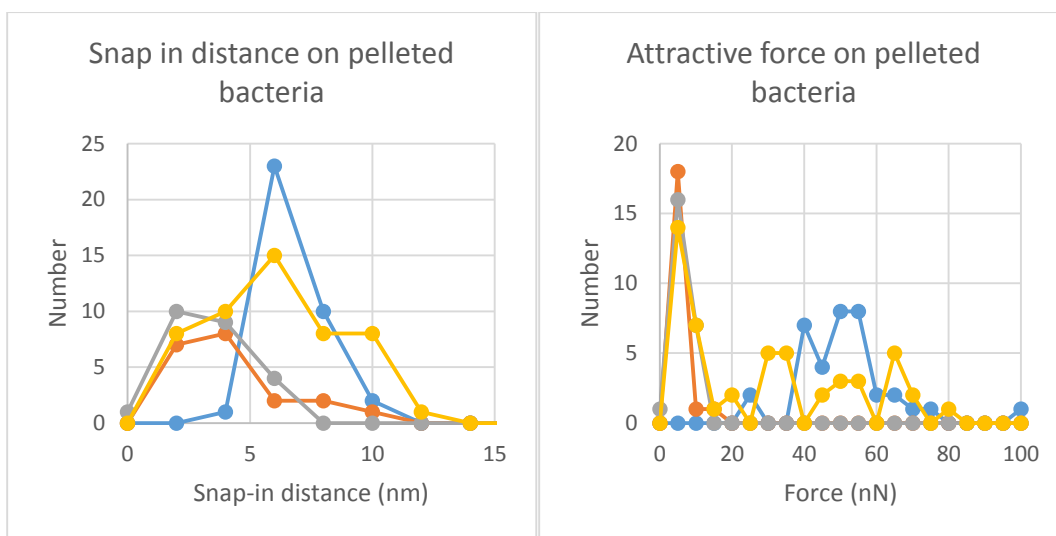 Snap in distance on pelleted
bacteria
25
20
15
10
5
0
Number
0 5 10 15
Snap-in distance (nm)
Attractive force on pelleted
bacteria
20
15
10
5
0
Number
0 20 40 60 80 100
Force (nN)